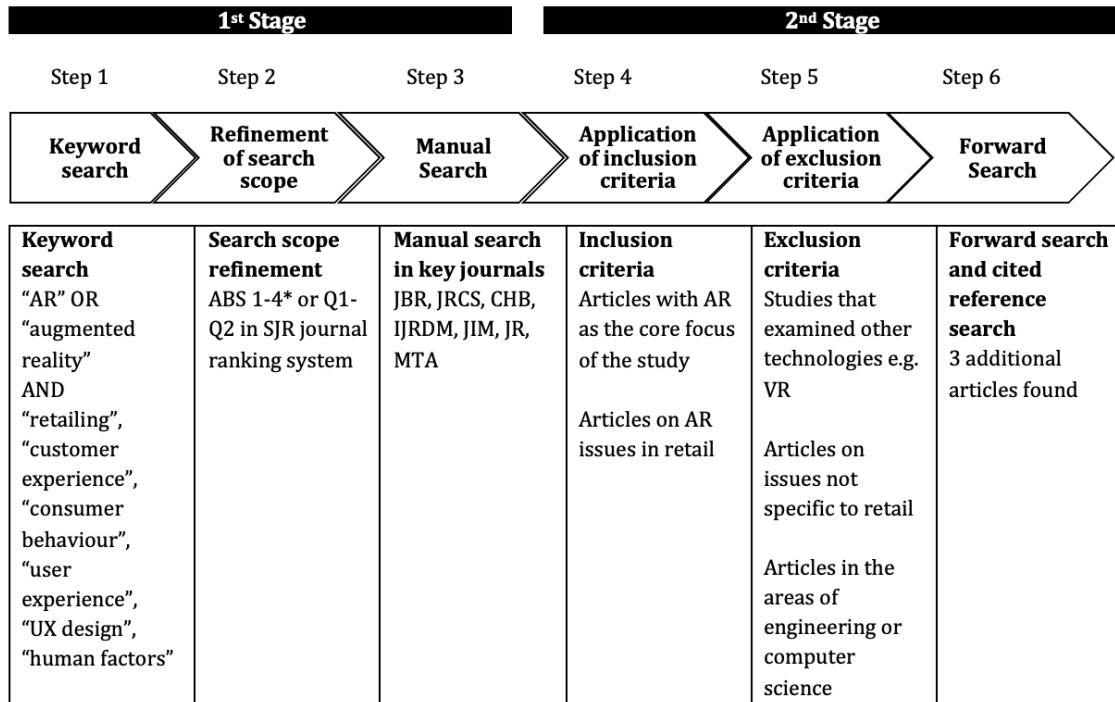 1st Stage
2nd Stage
Step 1
Step 2
Step 3
Step 4
Step 5
Step 6
Keyword
search
Refinement
of search
scope
Manual
Search
Application
of inclusion
criteria
Application
of exclusion
criteria
Forward
Search
Keyword
search
“AR” OR
“augmented
reality”
AND
“retailing”,
“customer
experience”,
“consumer
behaviour”,
“user
experience”,
“UX design”,
“human factors”
Search scope
refinement
ABS 1-4* or Q1-
Q2 in SJR journal
ranking system
Manual search
in key journals
JBR, JRCS, CHB,
IJRDM, JIM, JR,
MTA
Inclusion
criteria
Articles with AR
as the core focus
of the study
Articles on AR
issues in retail
Exclusion
criteria
Studies that
examined other
technologies e.g.
VR
Articles on
issues not
specific to retail
Articles in the
areas of
engineering or
computer
science
Forward search
and cited
reference
search
3 additional
articles found